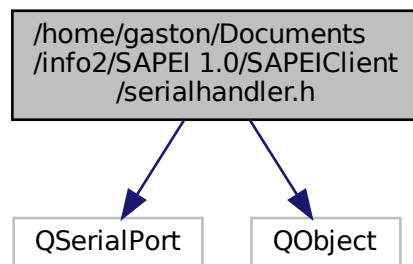 /home/gaston/Documents
/info2/SAPEI 1.0/SAPEIClient
/serialhandler.h
QSerialPort
QObject